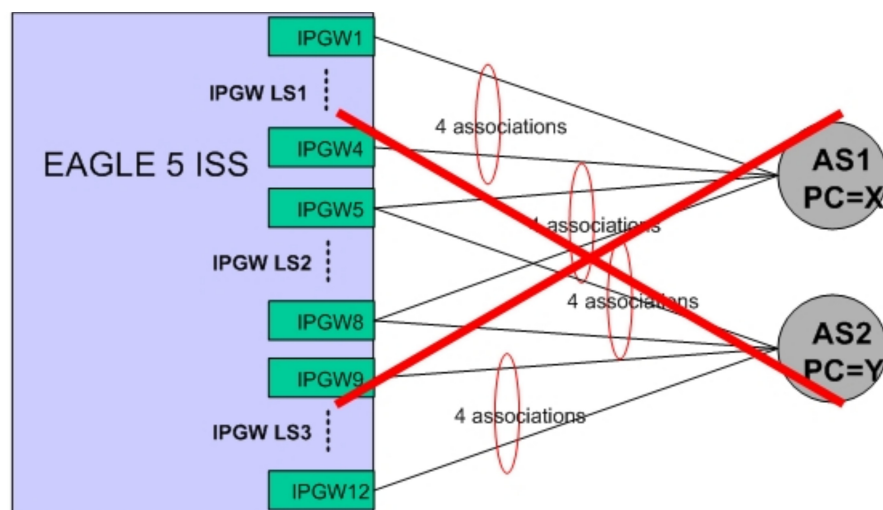 IPGW1
IPGW LS1
4 associations
IPGW4
EAGLE 5 ISS
AS1
PC=X
IPGW5
4 associations
IPGW LS2
4 associations
IPGW8
AS2
PC=Y
IPGW9
4 associations
IPGW LS3
IPGW12